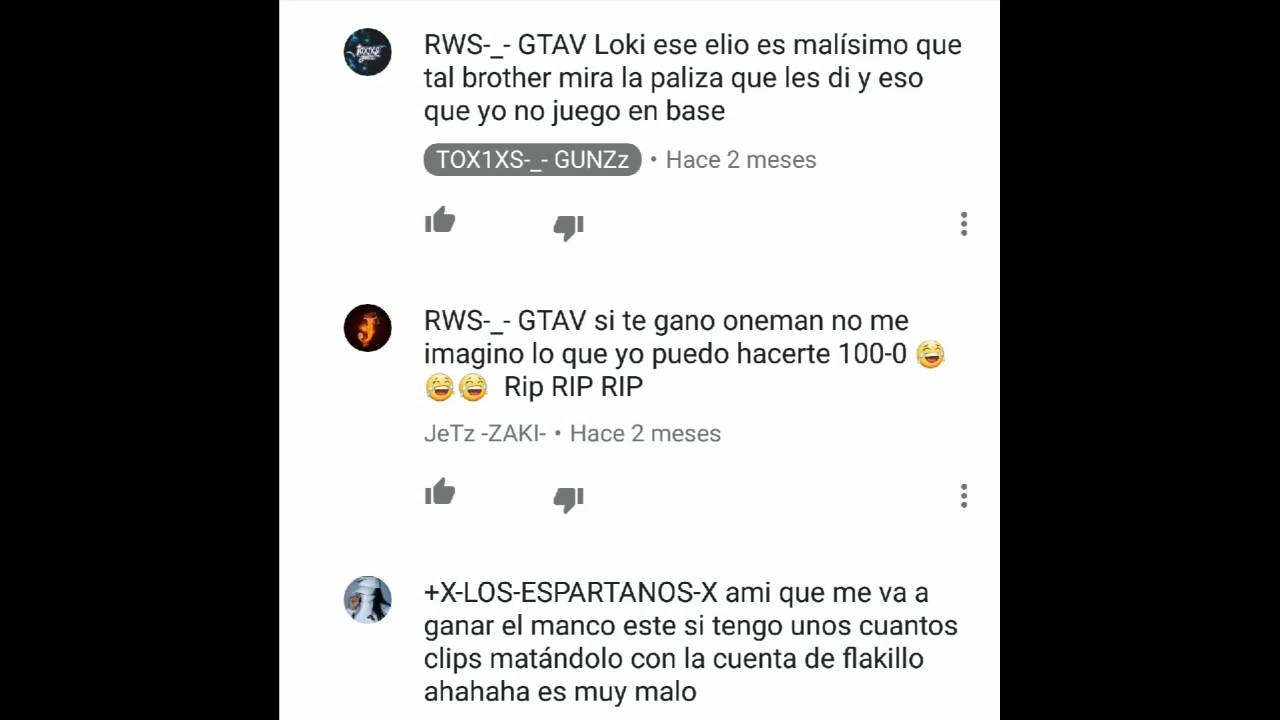 RWS-_- GTAV Loki ese elio es malísimo que
tal brother mira la paliza que les di y eso
que yo no juego en base
TOX1XS-_- GUNZz • Hace 2 meses
RWS-_- GTAV si te gano oneman no me
imagino lo que yo puedo hacerte 100-0 😂
😂😂 Rip RIP RIP
JeTz -ZAKI- • Hace 2 meses
+X-LOS-ESPARTANOS-X ami que me va a
ganar el manco este si tengo unos cuantos
clips matándolo con la cuenta de flakillo
ahahaha es muy malo